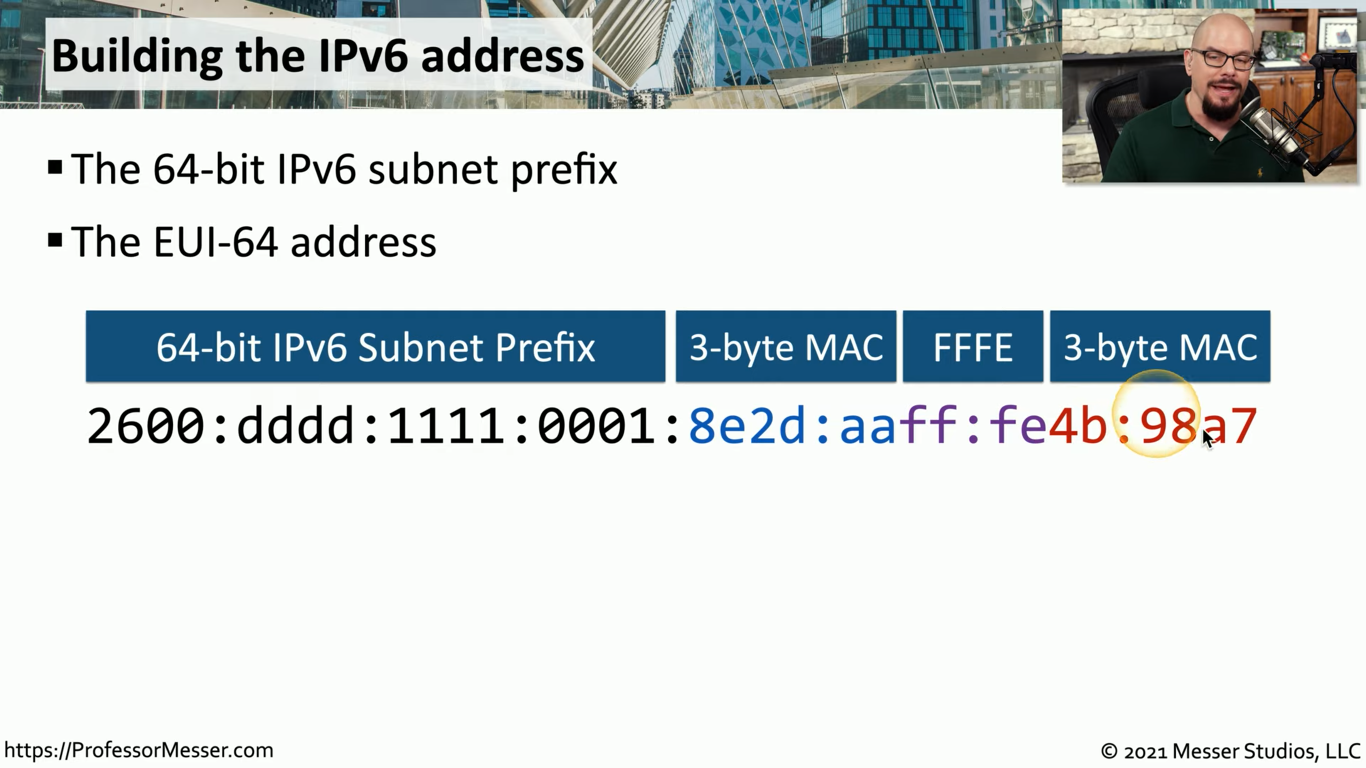 Building the IPv6 address
▪ The 64-bit IPv6 subnet prefix
▪ The EUI-64 address
64-bit IPv6 Subnet Prefix 3-byte MAC FFFE 3-byte MAC
2600:dddd:1111:0001:8e2d:aaff:fe4b:98a7
https://ProfessorMesser.com © 2021 Messer Studios, LLC